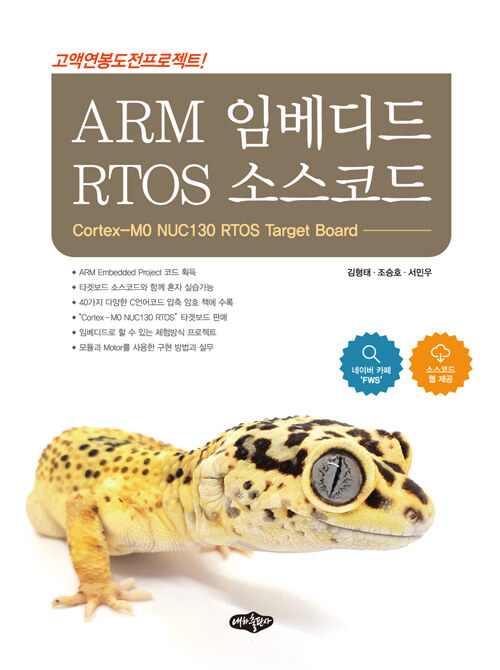 고액연봉도전프로젝트!
ARM 임베디드
RTOS 소스코드
Cortex-M0 NUC130 RTOS Target Board
김형태 · 조승호 · 서민우
◆ ARM Embedded Project 코드 획득
◆ 타겟보드 소스코드와 함께 혼자 실습가능
◆ 40가지 다양한 C언어코드 압축 암호 책에 수록
◆ "Cortex-M0 NUC130 RTOS" 타겟보드 판매
◆ 임베디드로 할 수 있는 체험방식 프로젝트
◆ 모듈과 Motor를 사용한 구현 방법과 실무
네이버 카페
'FWS'
소스코드
웹 제공
내하출판사